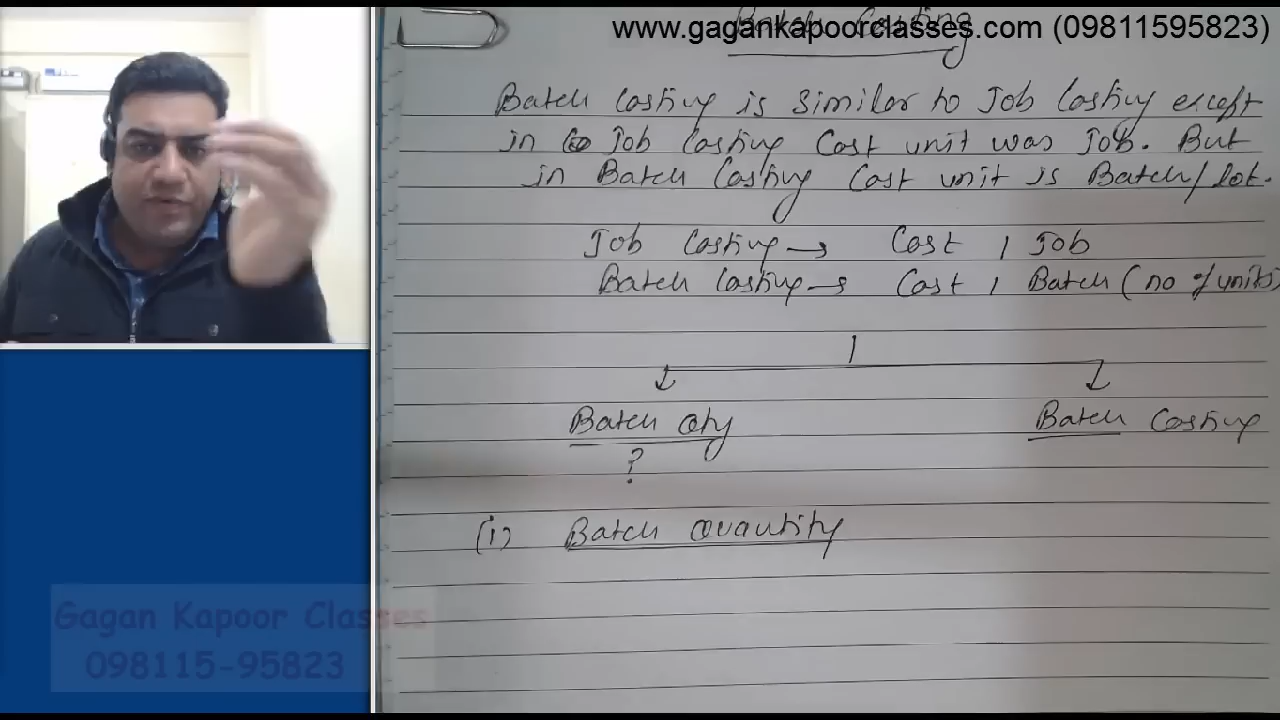 www.gagankapoorclasses.com (09811595823)
Batch Costing
Batch Costing is similar to Job Costing except
in Job Costing Cost unit was Job. But
in Batch Costing Cost unit is Batch/lot.
Job Costing → Cost / Job
Batch Costing → Cost / Batch (no of units)
Batch Qty
?
Batch Costing
(i) Batch Quantity
Gagan Kapoor Classes
098115-95823